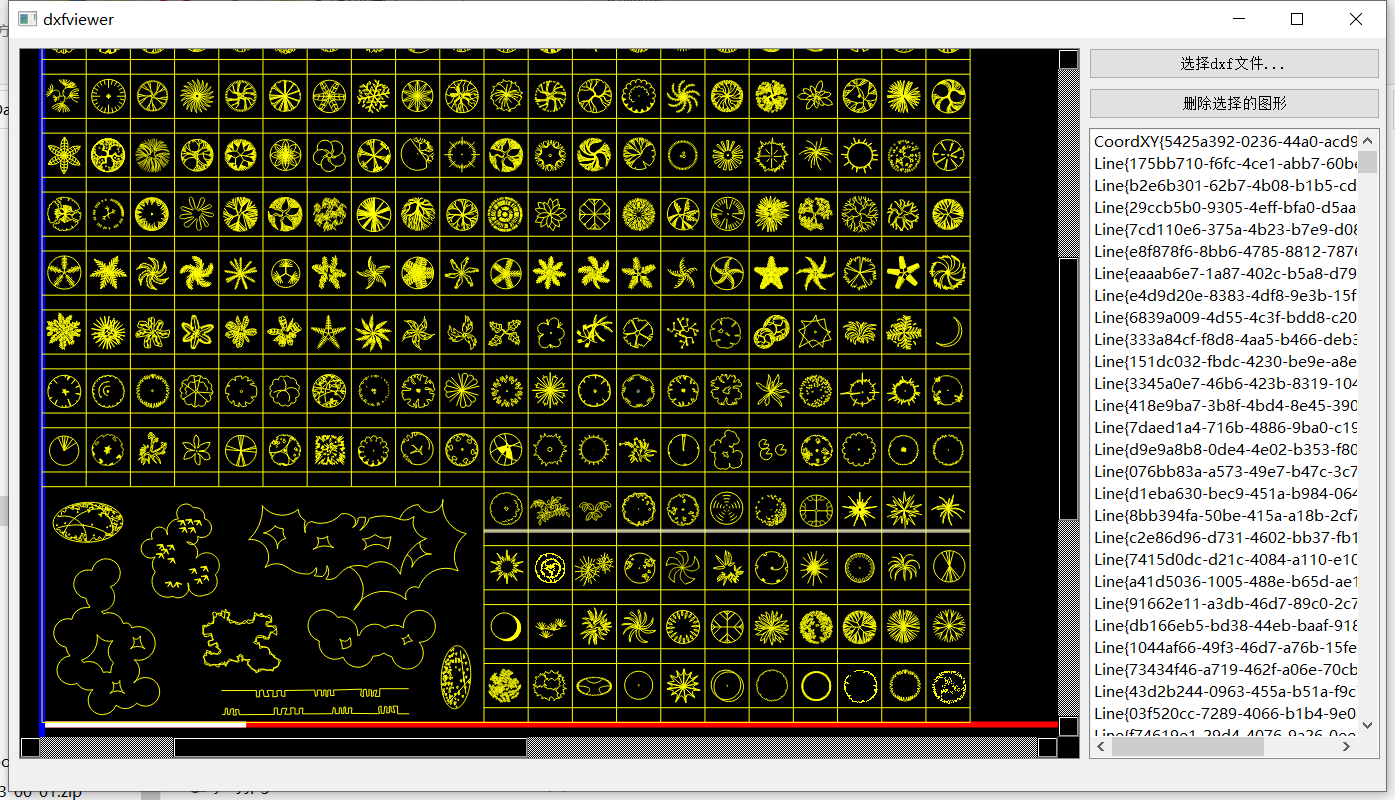 dxfviewer
选择dxf文件...
删除选择的图形
CoordXY{5425a392-0236-44a0-acd9
Line{175bb710-f6fc-4ce1-abb7-60be
Line{b2e6b301-62b7-4b08-b1b5-cd
Line{29ccb5b0-9305-4eff-bfa0-d5aa
Line{7cd110e6-375a-4b23-b7e9-d08
Line{e8f878f6-8bb6-4785-8812-7876
Line{eaaab6e7-1a87-402c-b5a8-d79
Line{e4d9d20e-8383-4df8-9e3b-15f
Line{6839a009-4d55-4c3f-bdd8-c20
Line{333a84cf-f8d8-4aa5-b466-deb3
Line{151dc032-fbdc-4230-be9e-a8e
Line{3345a0e7-46b6-423b-8319-104
Line{418e9ba7-3b8f-4bd4-8e45-390
Line{7daed1a4-716b-4886-9ba0-c19
Line{d9e9a8b8-0de4-4e02-b353-f80
Line{076bb83a-a573-49e7-b47c-3c7
Line{d1eba630-bec9-451a-b984-064
Line{8bb394fa-50be-415a-a18b-2cf7
Line{c2e86d96-d731-4602-bb37-fb1
Line{7415d0dc-d21c-4084-a110-e10
Line{a41d5036-1005-488e-b65d-ae1
Line{91662e11-a3db-46d7-89c0-2c7
Line{db166eb5-bd38-44eb-baaf-918
Line{1044af66-49f3-46d7-a76b-15fe
Line{73434f46-a719-462f-a06e-70cb
Line{43d2b244-0963-455a-b51a-f9c
Line{03f520cc-7289-4066-b1b4-9e0